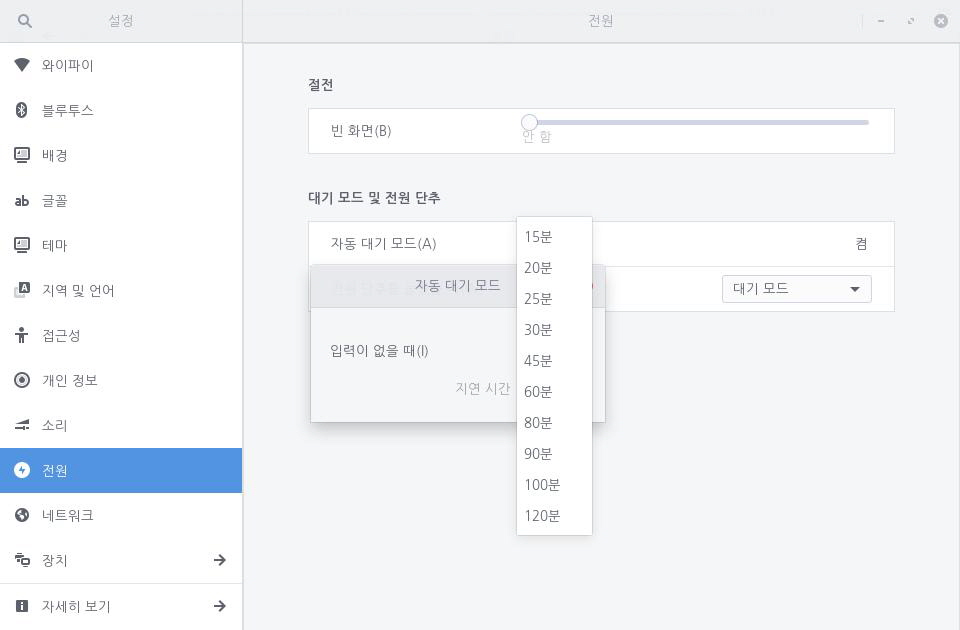 설정
전원
와이파이
블루투스
배경
글꼴
테마
지역 및 언어
접근성
개인 정보
소리
전원
네트워크
장치
자세히 보기
절전
빈 화면(B)
안 함
대기 모드 및 전원 단추
자동 대기 모드(A)
켬
전원 단추를
대기 모드
자동 대기 모드
입력이 없을 때(I)
지연 시간
15분
20분
25분
30분
45분
60분
80분
90분
100분
120분